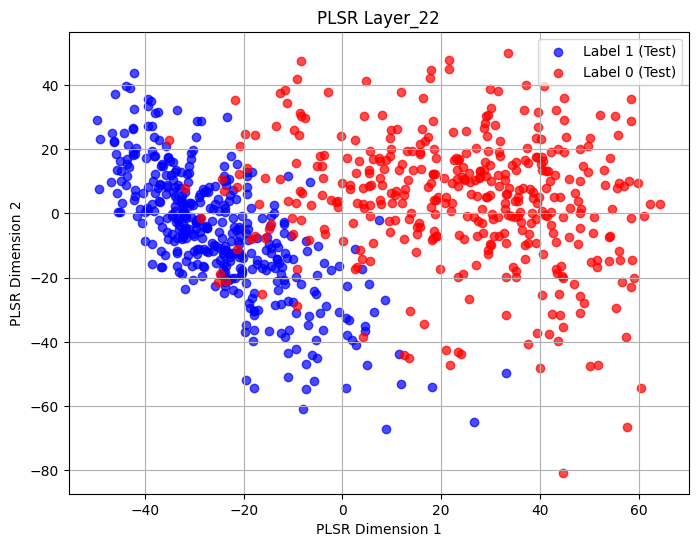 PLSR Layer_22
Label 1 (Test)
Label 0 (Test)
PLSR Dimension 2
40
20
0
−20
−40
−60
−80
−40
−20
0
20
40
60
PLSR Dimension 1